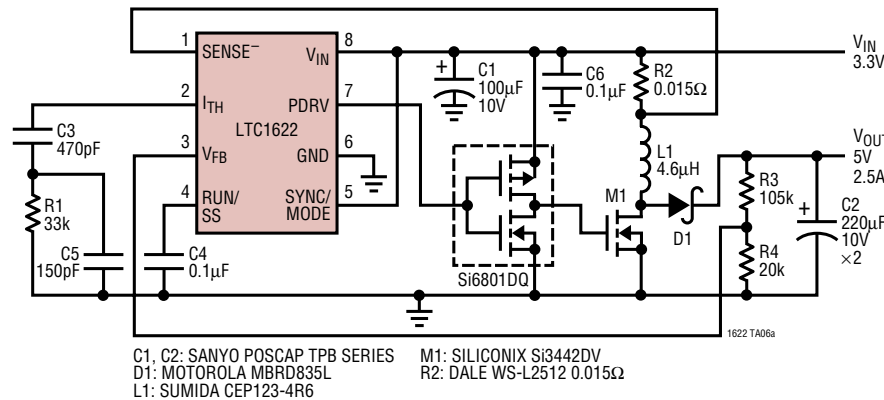 1
SENSE⁻
V_IN
8
C1
100µF
10V
+
C6
0.1µF
R2
0.015Ω
V_IN
3.3V
2
I_TH
PDRV
7
LTC1622
C3
470pF
3
V_FB
GND
6
L1
4.6µH
V_OUT
5V
2.5A
4
RUN/
SS
SYNC/
MODE
5
M1
R1
33k
C5
150pF
C4
0.1µF
Si6801DQ
D1
R3
105k
R4
20k
+
C2
220µF
10V
×2
1622 TA06a
C1, C2: SANYO POSCAP TPB SERIES
D1: MOTOROLA MBRD835L
L1: SUMIDA CEP123-4R6
M1: SILICONIX Si3442DV
R2: DALE WS-L2512 0.015Ω